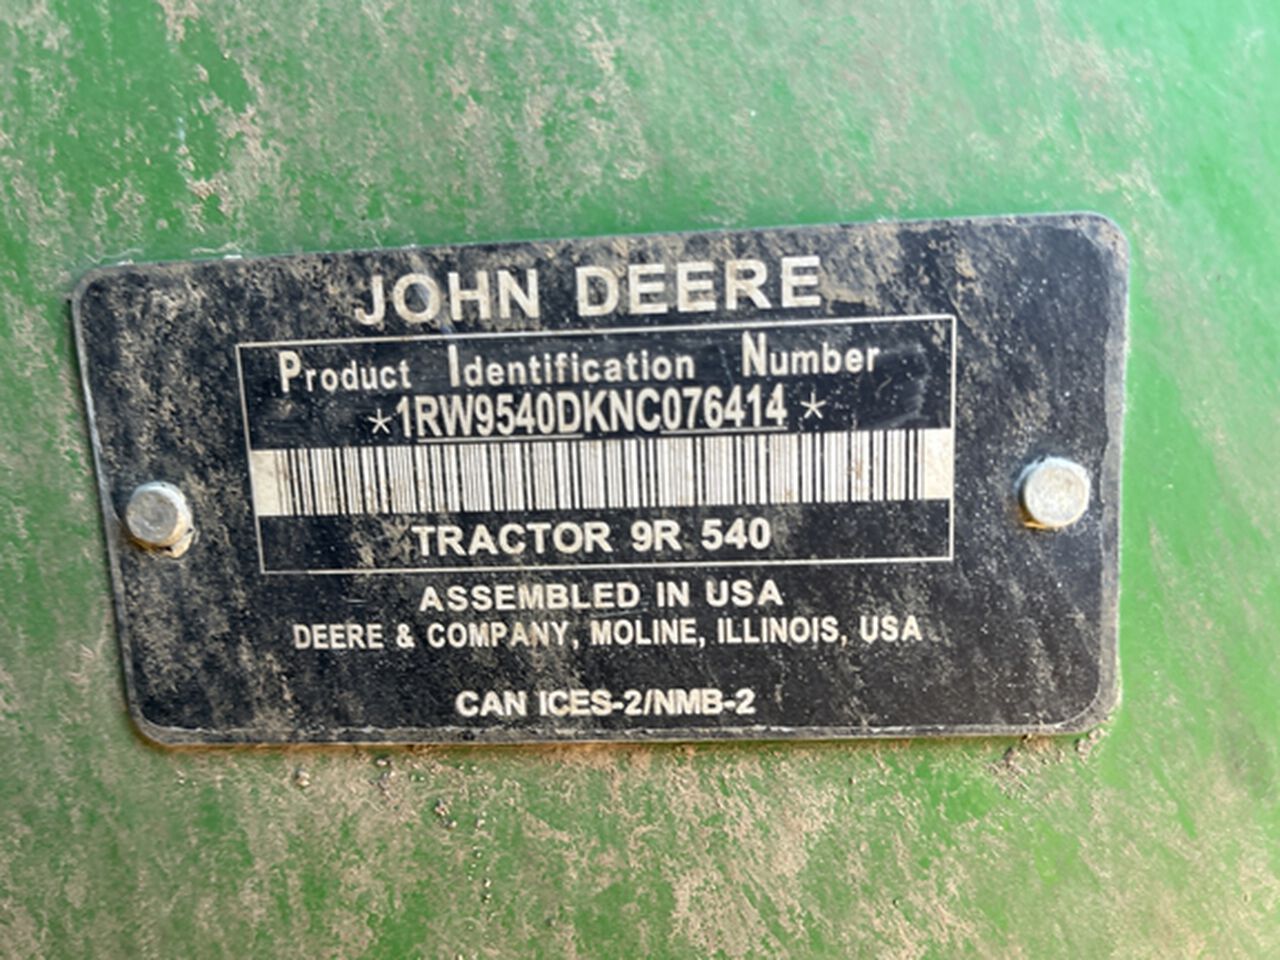 JOHN DEERE
Product Identification Number
*1RW9540DKNC076414*
TRACTOR 9R 540
ASSEMBLED IN USA
DEERE & COMPANY, MOLINE, ILLINOIS, USA
CAN ICES-2/NMB-2